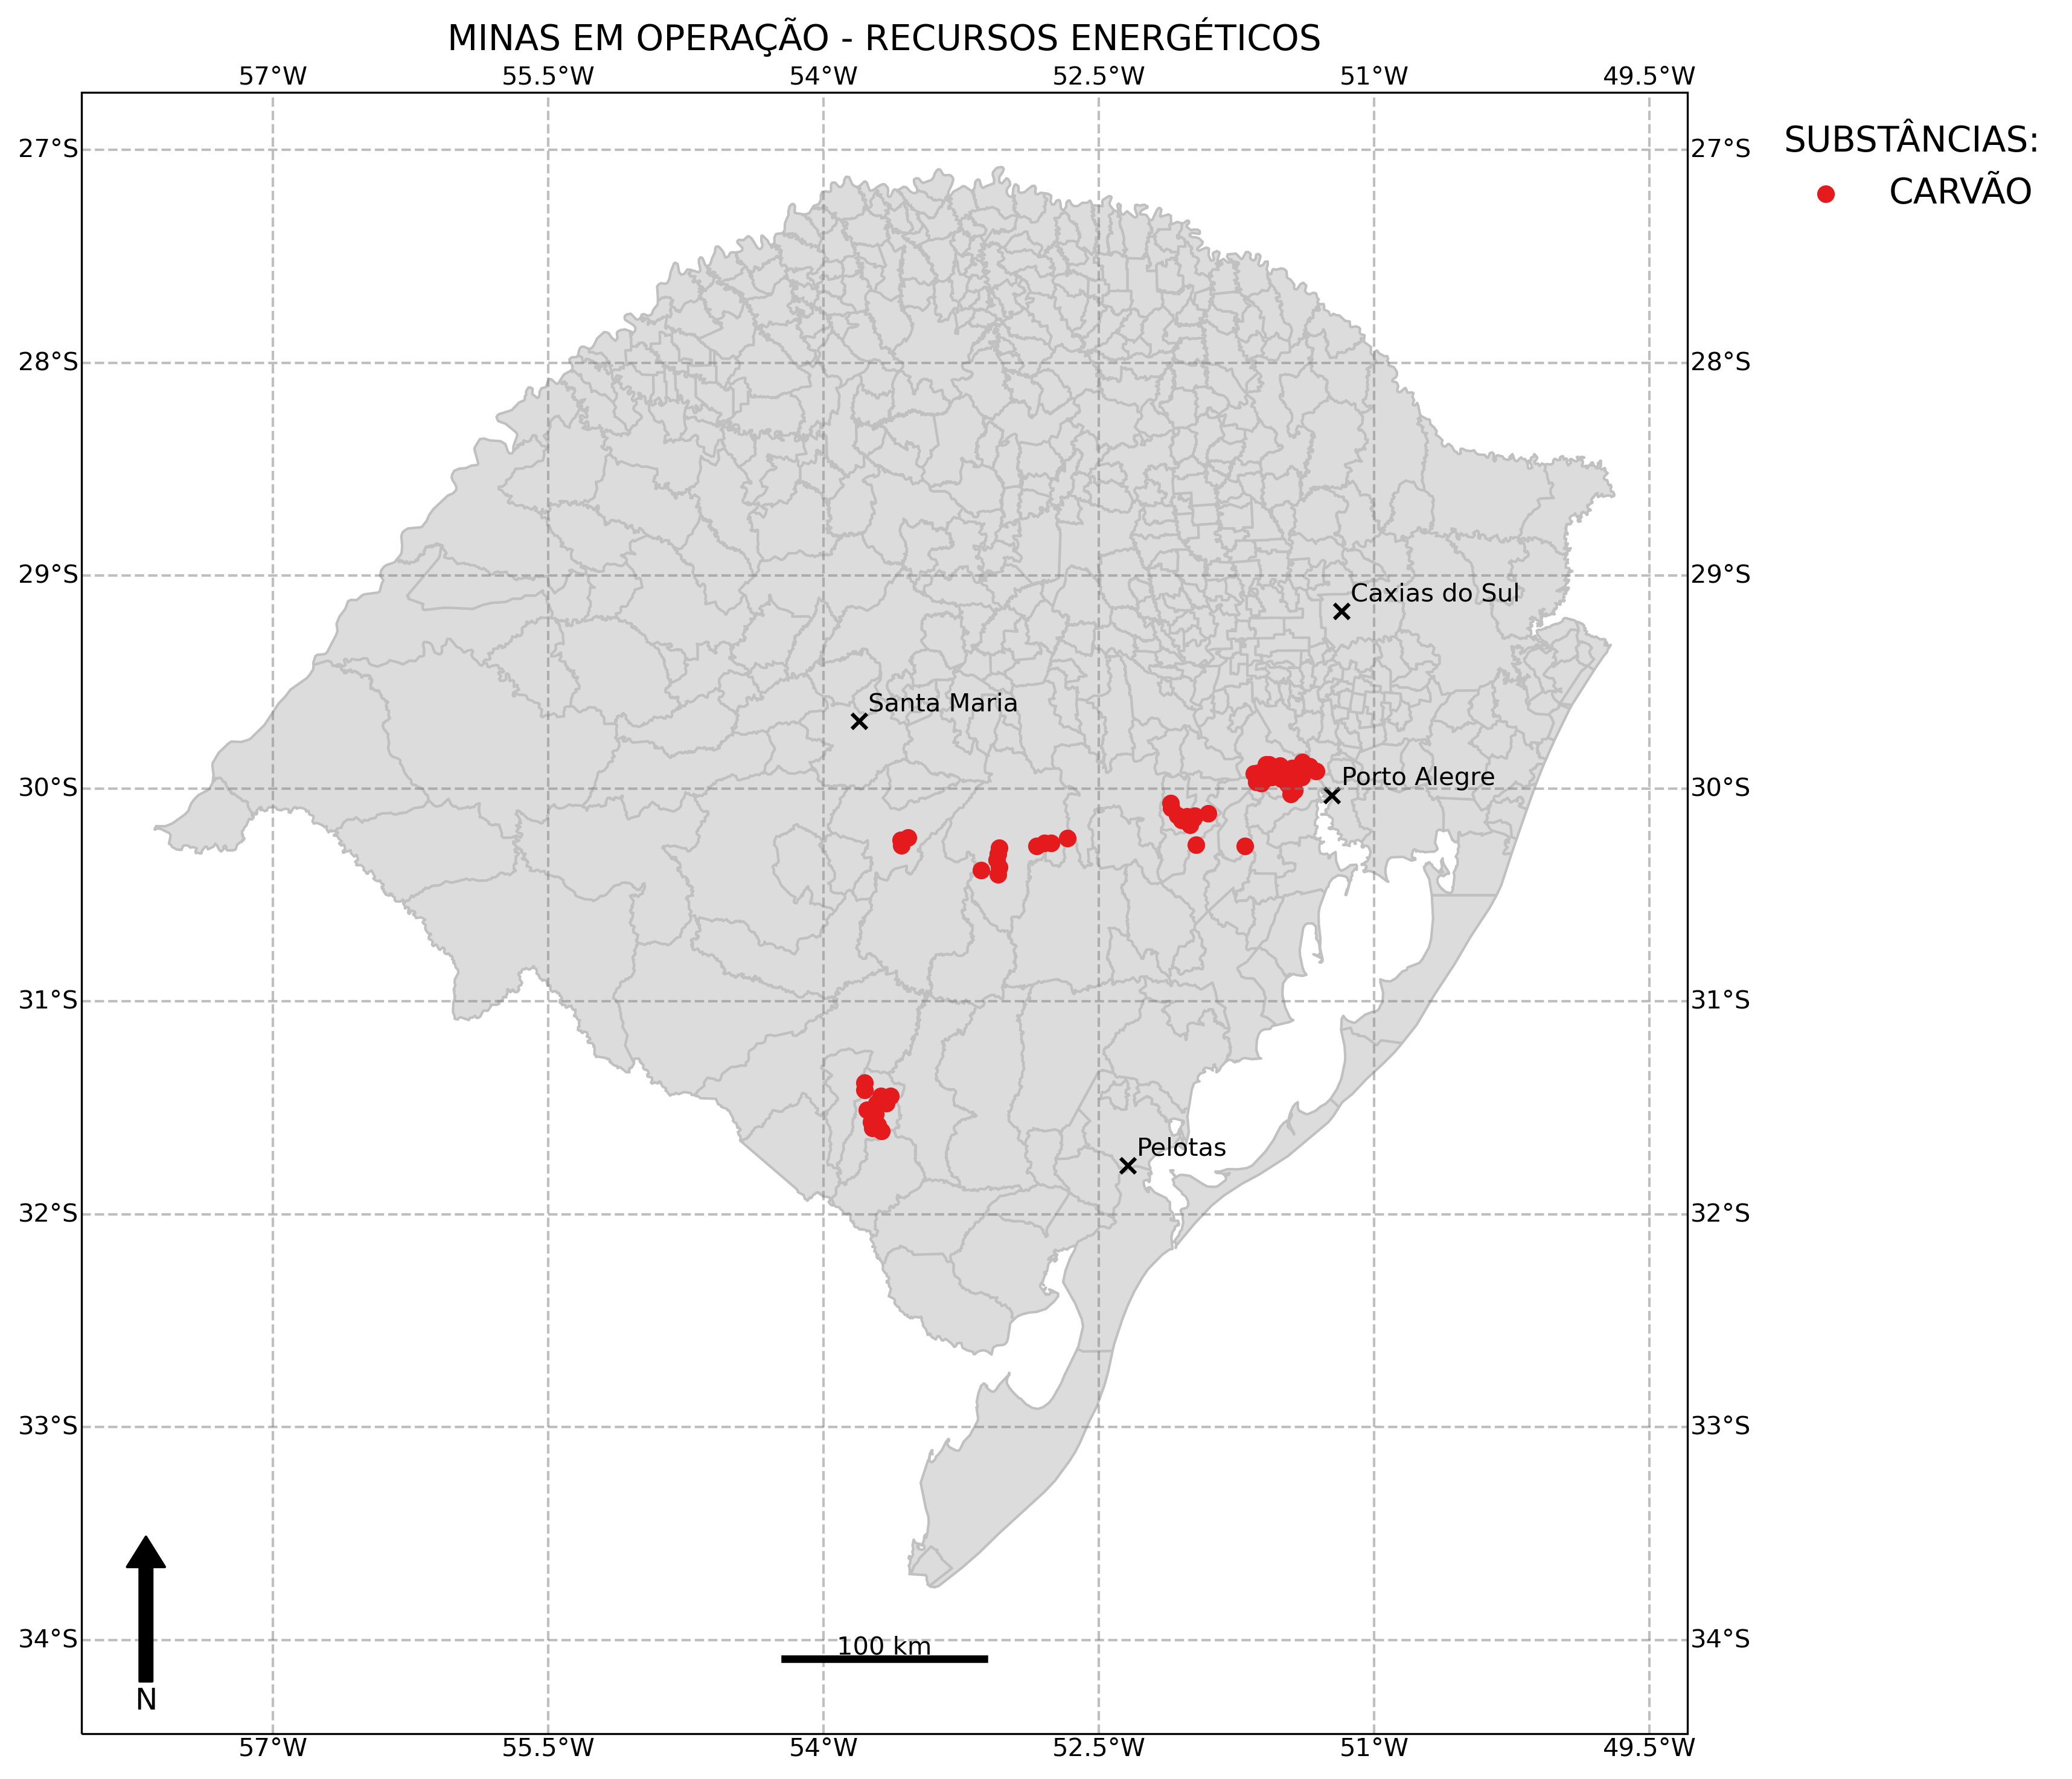 MINAS EM OPERAÇÃO - RECURSOS ENERGÉTICOS
57°W 55.5°W 54°W 52.5°W 51°W 49.5°W
27°S 27°S
SUBSTÂNCIAS:
CARVÃO
28°S 28°S
29°S 29°S
Caxias do Sul
Santa Maria
Porto Alegre
30°S 30°S
31°S 31°S
Pelotas
32°S 32°S
33°S 33°S
34°S 34°S
100 km
N
57°W 55.5°W 54°W 52.5°W 51°W 49.5°W